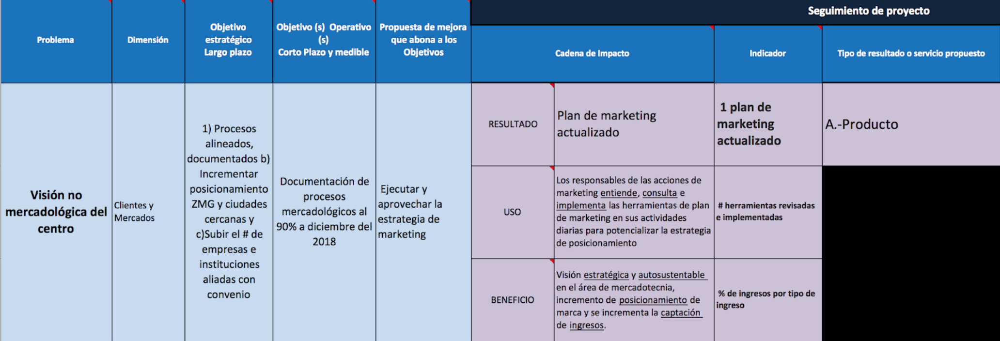 Seguimiento de proyecto
Problema
Dimensión
Objetivo
estratégico
Largo plazo
Objetivo (s) Operativo
(s)
Corto Plazo y medible
Propuesta de mejora
que abona a los
Objetivos
Cadena de Impacto
Indicador
Tipo de resultado o servicio propuesto
Visión no
mercadológica del
centro
Clientes y
Mercados
1) Procesos
alineados,
documentados b)
Incrementar
posicionamiento
ZMG y ciudades
cercanas y
c)Subir el # de
empresas e
instituciones
aliadas con
convenio
Documentación de
procesos
mercadológicos al
90% a diciembre del
2018
Ejecutar y
aprovechar la
estrategia de
marketing
RESULTADO
Plan de marketing
actualizado
1 plan de
marketing
actualizado
A.-Producto
USO
Los responsables de las acciones de
marketing entiende, consulta e
implementa las herramientas de plan
de marketing en sus actividades
diarias para potencializar la estrategia
de posicionamiento
# herramientas revisadas
e implementadas
BENEFICIO
Visión estratégica y autosustentable
en el área de mercadotecnia,
incremento de posicionamiento de
marca y se incrementa la captación
de ingresos.
% de ingresos por tipo de
ingreso